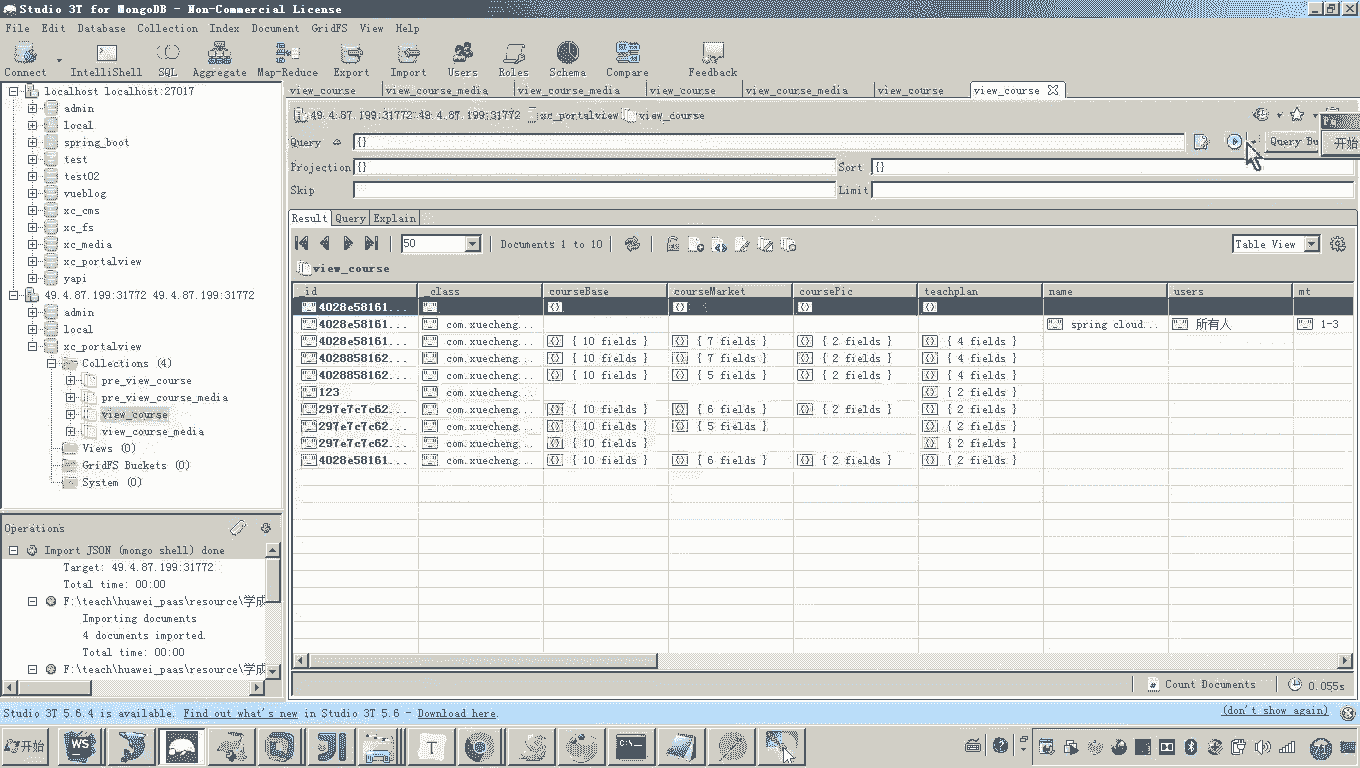 Studio 3T for MongoDB - Non-Commercial License
File Edit Database Collection Index Document GridFS View Help
Connect IntelliShell SQL Aggregate Map-Reduce Export Import Users Roles Schema Compare Feedback
localhost localhost:27017
admin
local
spring_boot
test
test02
vueblog
xc_cms
xc_fs
xc_media
xc_portalview
yapi
49.4.87.199:31772 49.4.87.199:31772
admin
local
xc_portalview
Collections (4)
pre_view_course
pre_view_course_media
view_course
view_course_media
Views (0)
GridFS Buckets (0)
System (0)
Operations
Import JSON (mongo shell) done
Target: 49.4.87.199:31772
Total time: 00:00
F:\teach\huawei_paas\resource\学成
Importing documents
4 documents imported.
Total time: 00:00
F:\teach\huawei_paas\resource\学成
view_course view_course_media view_course_media view_course view_course_media view_course view_course
49.4.87.199:31772 49.4.87.199:31772 xc_portalview view_course
Query {} Query Bu
开始
Projection {} Sort {}
Skip Limit
Result Query Explain
50 Documents 1 to 10 Table View
view_course
_id _class courseBase courseMarket coursePic teachplan name users mt
4028e58161... {} {} {} {}
4028e58161... com.xuecheng... spring cloud... 所有人 1-3
4028e58161... com.xuecheng... { 10 fields } { 7 fields } { 2 fields } { 4 fields }
4028858162... com.xuecheng... { 10 fields } { 7 fields } { 2 fields } { 4 fields }
4028858162... com.xuecheng... { 10 fields } { 5 fields } { 2 fields } { 4 fields }
123 com.xuecheng... { 2 fields }
297e7c7c62... com.xuecheng... { 10 fields } { 6 fields } { 2 fields } { 2 fields }
297e7c7c62... com.xuecheng... { 10 fields } { 5 fields } { 2 fields }
297e7c7c62... com.xuecheng... { 10 fields } { 2 fields }
4028e58161... com.xuecheng... { 10 fields } { 6 fields } { 2 fields } { 2 fields }
Count Documents 0.055s
Studio 3T 5.6.4 is available. Find out what's new in Studio 3T 5.6 - Download here. (don't show again)
开始 WS T C:\